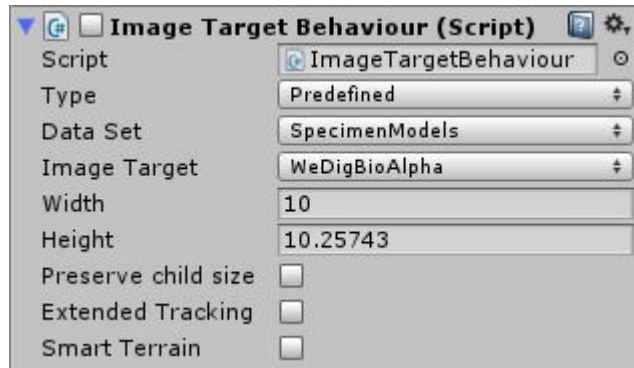 Image Target Behaviour (Script)
Script ImageTargetBehaviour
Type Predefined
Data Set SpecimenModels
Image Target WeDigBioAlpha
Width 10
Height 10.25743
Preserve child size
Extended Tracking
Smart Terrain